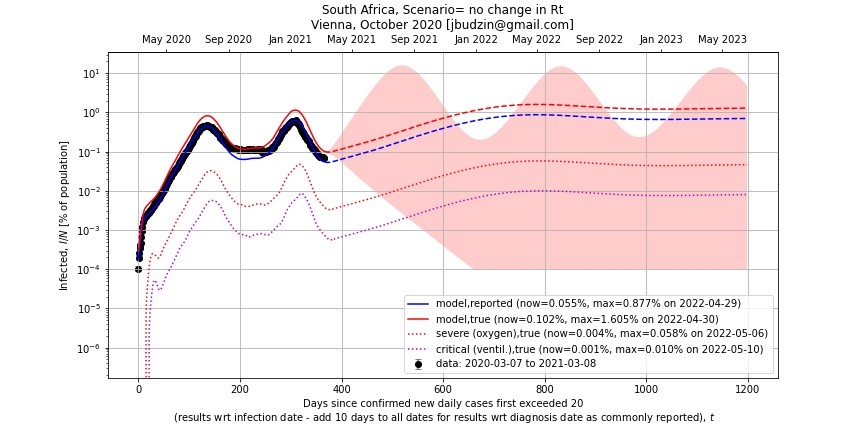 South Africa, Scenario= no change in Rt
Vienna, October 2020 [jbudzin@gmail.com]
May 2020 Sep 2020 Jan 2021 May 2021 Sep 2021 Jan 2022 May 2022 Sep 2022 Jan 2023 May 2023
Infected, I/N [% of population]
10¹
10⁰
10⁻¹
10⁻²
10⁻³
10⁻⁴
10⁻⁵
10⁻⁶
model,reported (now=0.055%, max=0.877% on 2022-04-29)
model,true (now=0.102%, max=1.605% on 2022-04-30)
severe (oxygen),true (now=0.004%, max=0.058% on 2022-05-06)
critical (ventil.),true (now=0.001%, max=0.010% on 2022-05-10)
data: 2020-03-07 to 2021-03-08
0 200 400 600 800 1000 1200
Days since confirmed new daily cases first exceeded 20
(results wrt infection date - add 10 days to all dates for results wrt diagnosis date as commonly reported), t